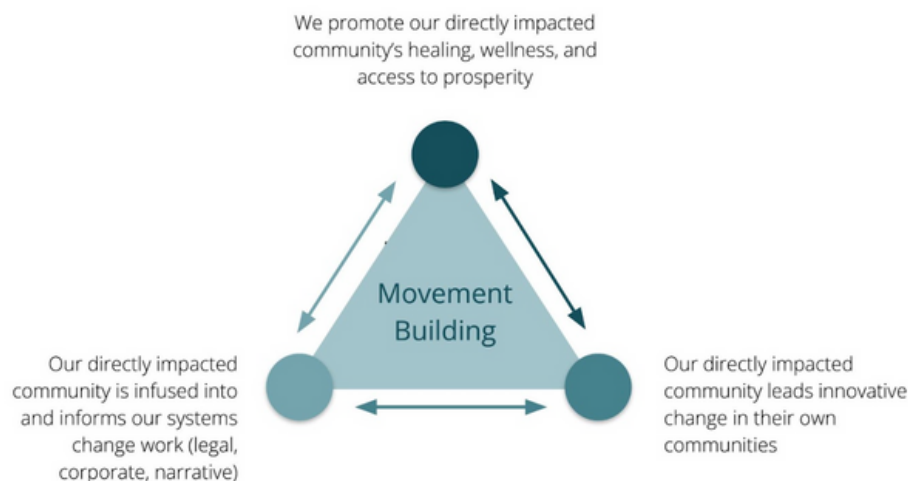 We promote our directly impacted
community’s healing, wellness, and
access to prosperity
Movement
Building
Our directly impacted
community is infused into
and informs our systems
change work (legal,
corporate, narrative)
Our directly impacted
community leads innovative
change in their own
communities